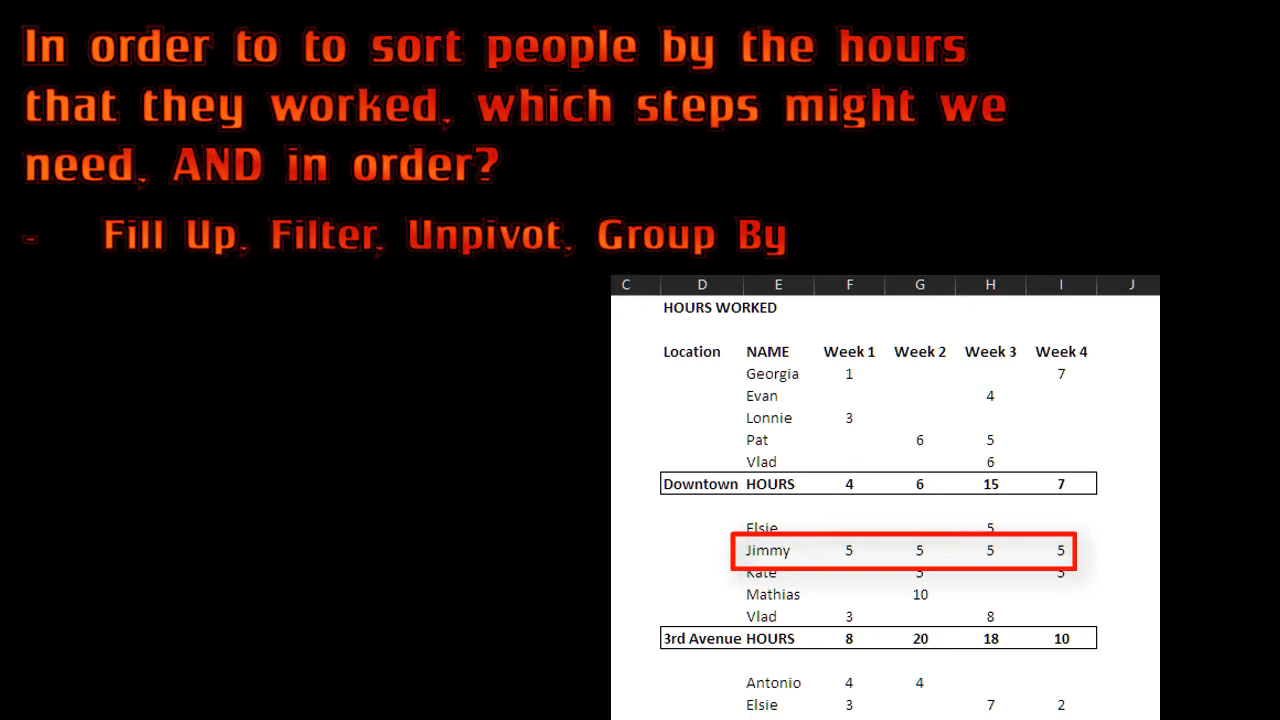 In order to to sort people by the hours
that they worked, which steps might we
need, AND in order?
- Fill Up, Filter, Unpivot, Group By
C D E F G H I J
HOURS WORKED
Location NAME Week 1 Week 2 Week 3 Week 4
Georgia 1 7
Evan 4
Lonnie 3
Pat 6 5
Vlad 6
Downtown HOURS 4 6 15 7
Elsie 5
Jimmy 5 5 5 5
Kate 5 5
Mathias 10
Vlad 3 8
3rd Avenue HOURS 8 20 18 10
Antonio 4 4
Elsie 3 7 2